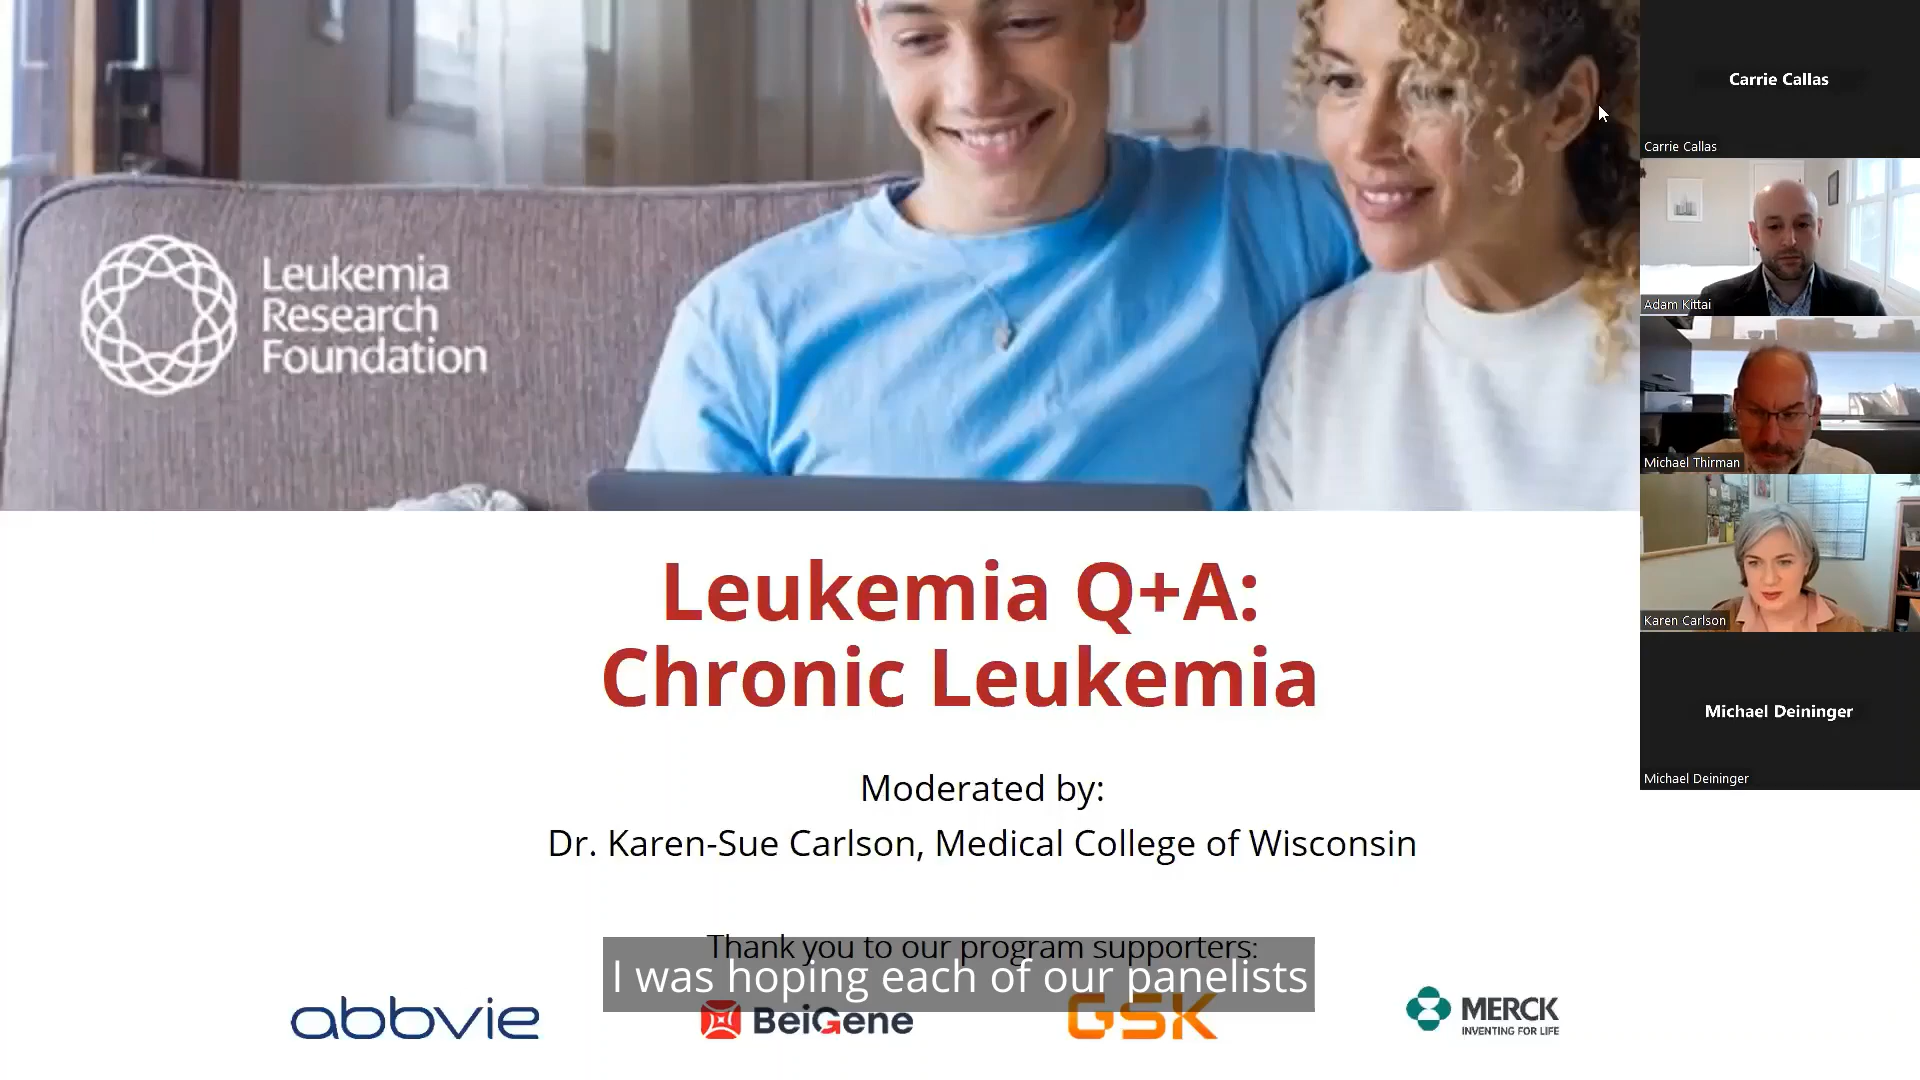 Leukemia
Research
Foundation
Leukemia Q+A:
Chronic Leukemia
Moderated by:
Dr. Karen-Sue Carlson, Medical College of Wisconsin
Thank you to our program supporters:
I was hoping each of our panelists
abbvie
BeiGene
GSK
MERCK
INVENTING FOR LIFE
Carrie Callas
Carrie Callas
Adam Kittai
Michael Thirman
Karen Carlson
Michael Deininger
Michael Deininger